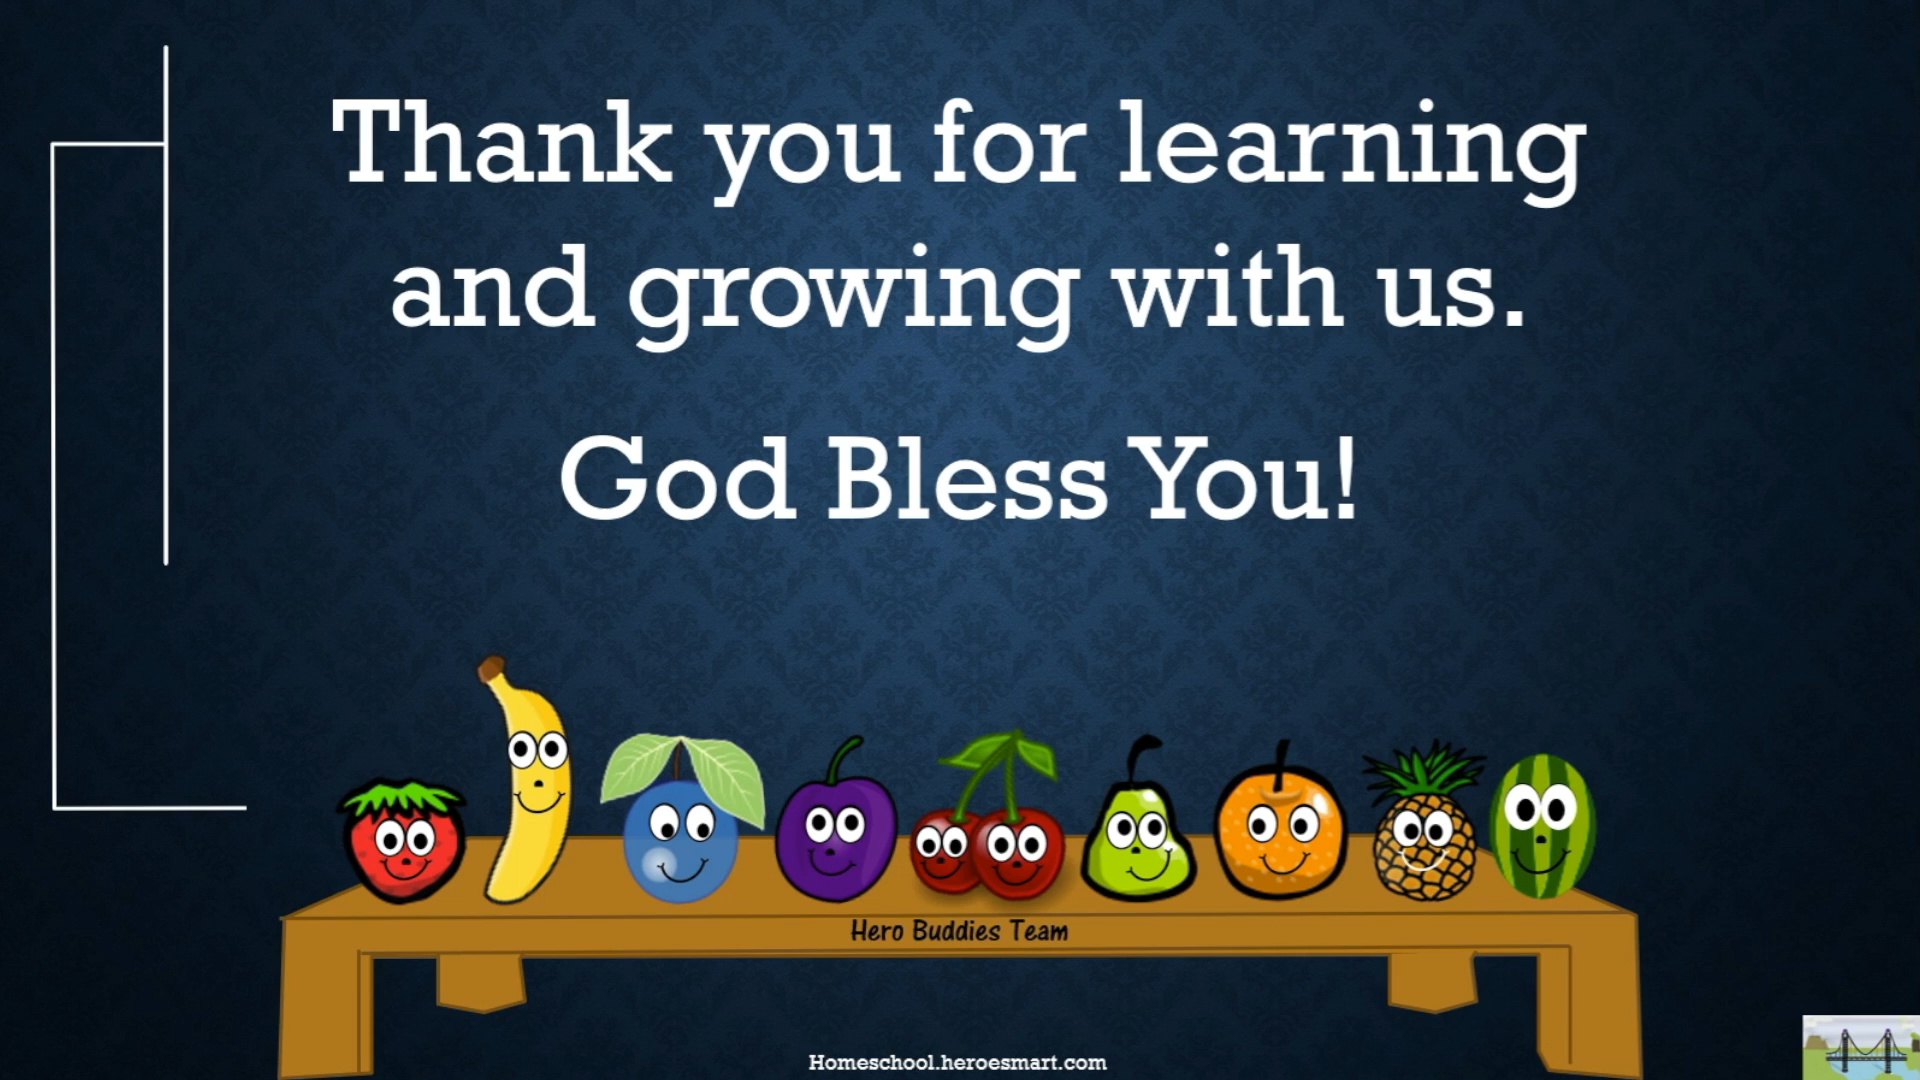 Thank you for learning
and growing with us.
God Bless You!
Hero Buddies Team
Homeschool.heroesmart.com